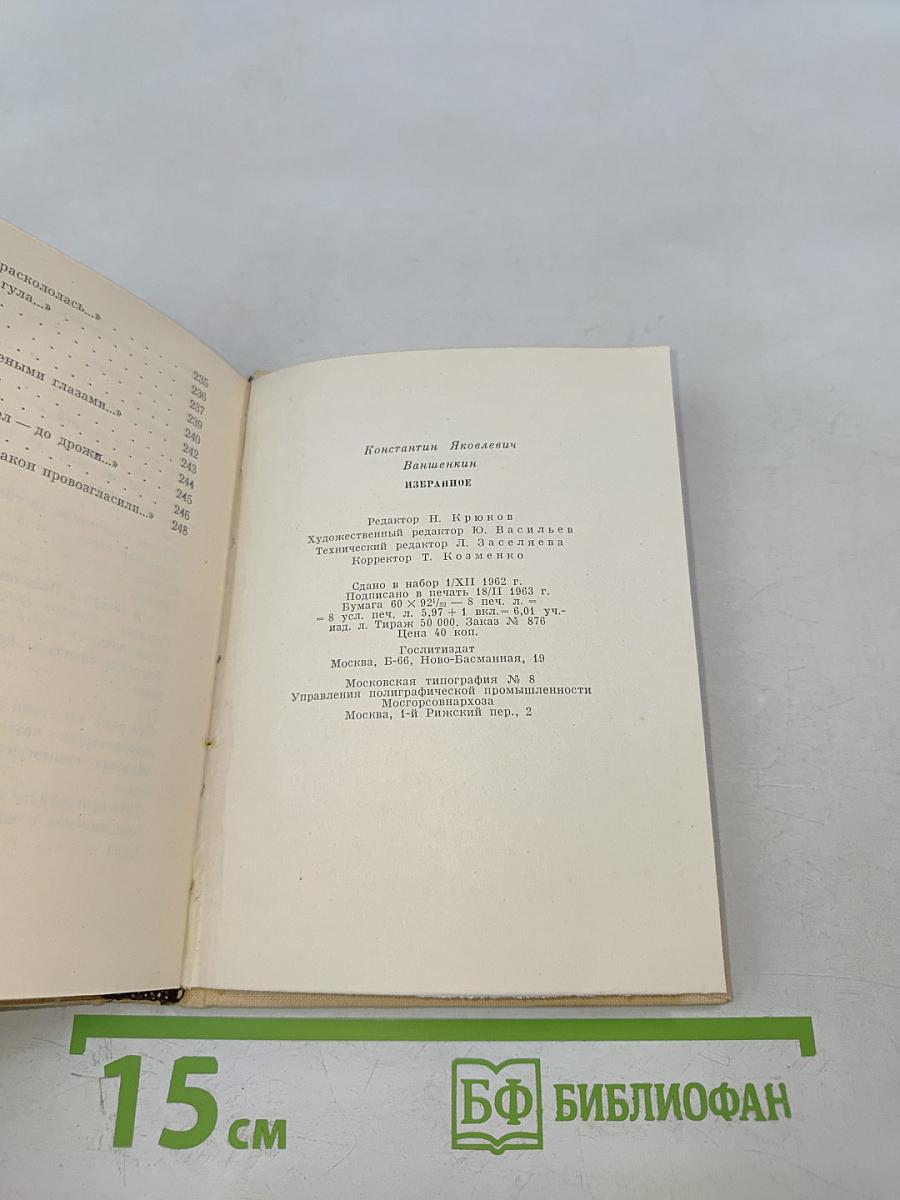 раскололась...»
гула...»
235
236
237
еными глазами...»
239
240
242
ел — до дрожи...»
243
244
245
акон провозгласили...»
246
248
Константин Яковлевич
Ваншенкин
ИЗБРАННОЕ
Редактор Н. Крюков
Художественный редактор Ю. Васильев
Технический редактор Л. Заселяева
Корректор Т. Козменко
Сдано в набор 1/XII 1962 г.
Подписано в печать 18/II 1963 г.
Бумага 60 × 92¹/₃₂ — 8 печ. л. =
= 8 усл. печ. л. 5,97 + 1 вкл. = 6,01 уч.-
изд. л. Тираж 50 000. Заказ № 876
Цена 40 коп.
Гослитиздат
Москва, Б-66, Ново-Басманная, 19
Московская типография № 8
Управления полиграфической промышленности
Мосгорсовнархоза
Москва, 1-й Рижский пер., 2
15 см
БФ БИБЛИОФАН